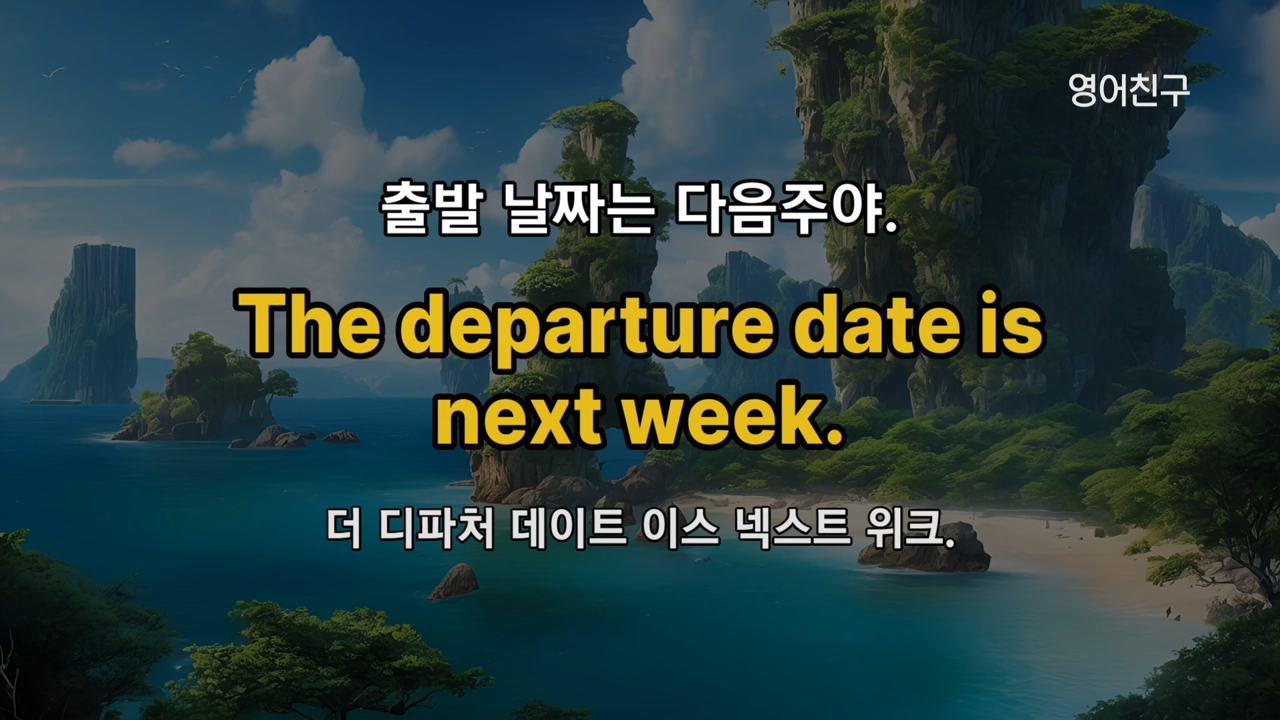 영어친구
출발 날짜는 다음주야.
The departure date is
next week.
더 디파처 데이트 이스 넥스트 위크.